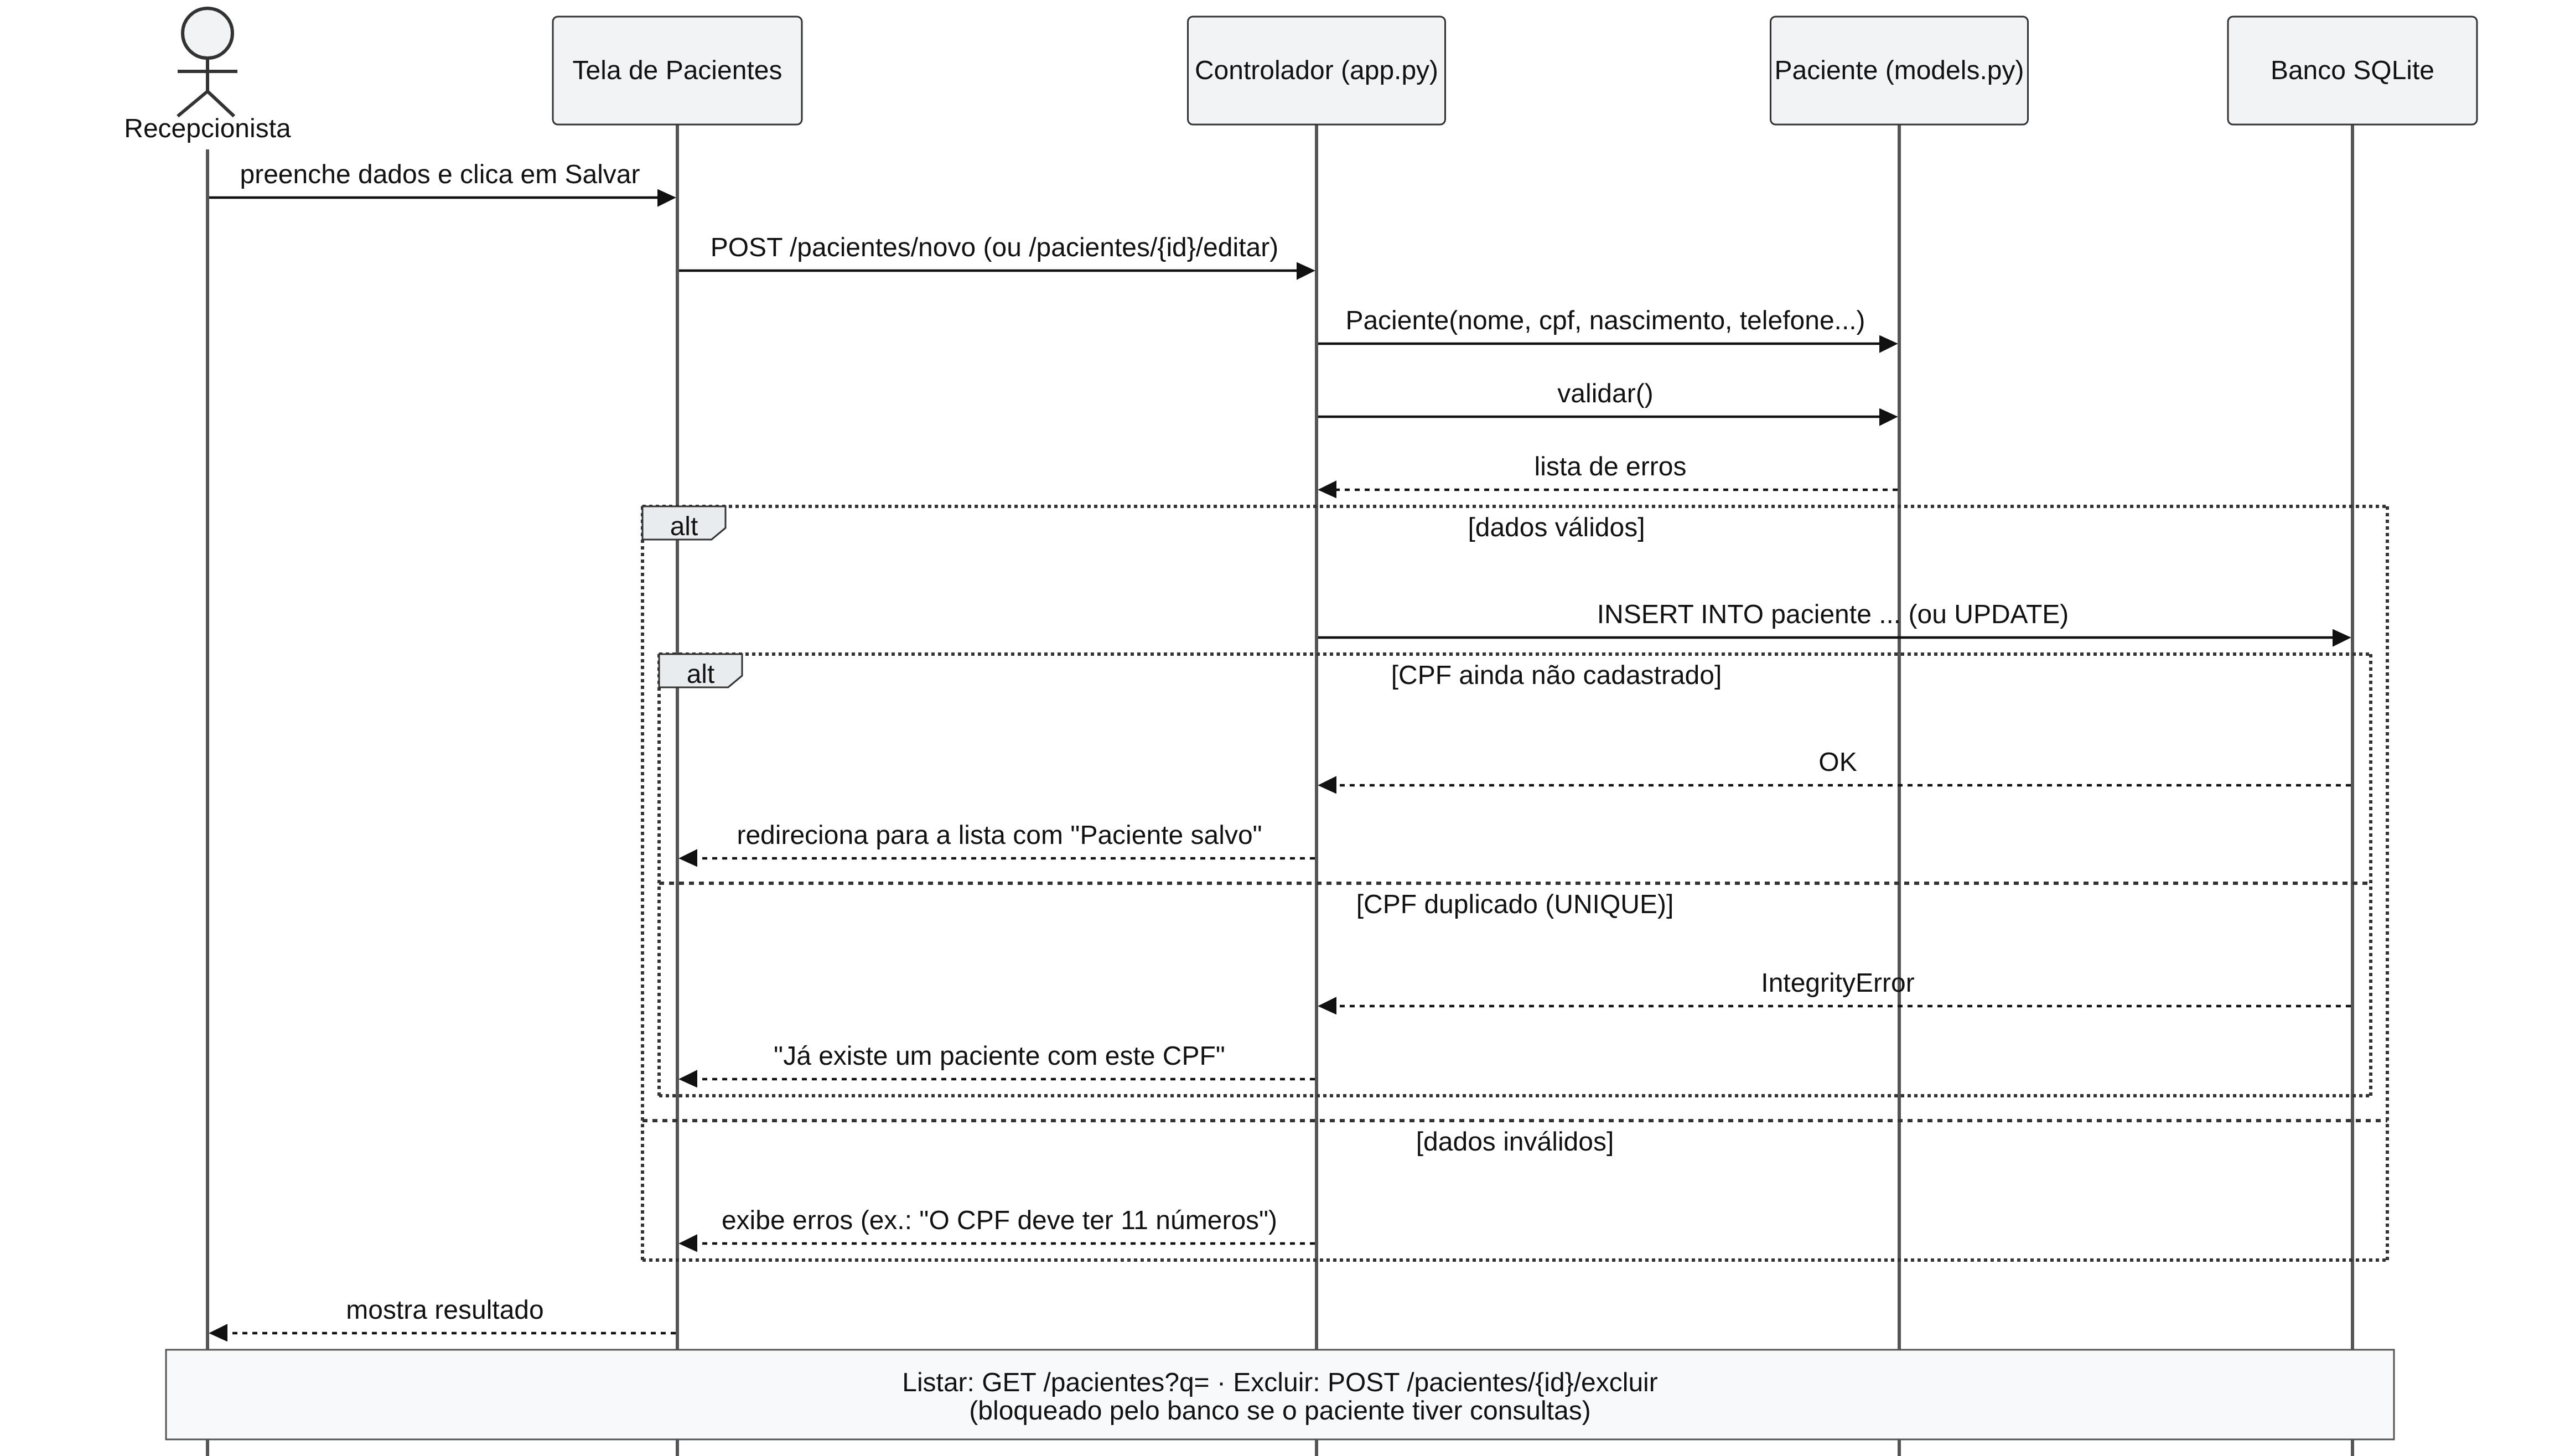 Recepcionista
Tela de Pacientes
Controlador (app.py)
Paciente (models.py)
Banco SQLite
preenche dados e clica em Salvar
POST /pacientes/novo (ou /pacientes/{id}/editar)
Paciente(nome, cpf, nascimento, telefone...)
validar()
lista de erros
alt
[dados válidos]
INSERT INTO paciente ... (ou UPDATE)
alt
[CPF ainda não cadastrado]
OK
redireciona para a lista com "Paciente salvo"
[CPF duplicado (UNIQUE)]
IntegrityError
"Já existe um paciente com este CPF"
[dados inválidos]
exibe erros (ex.: "O CPF deve ter 11 números")
mostra resultado
Listar: GET /pacientes?q= · Excluir: POST /pacientes/{id}/excluir
(bloqueado pelo banco se o paciente tiver consultas)